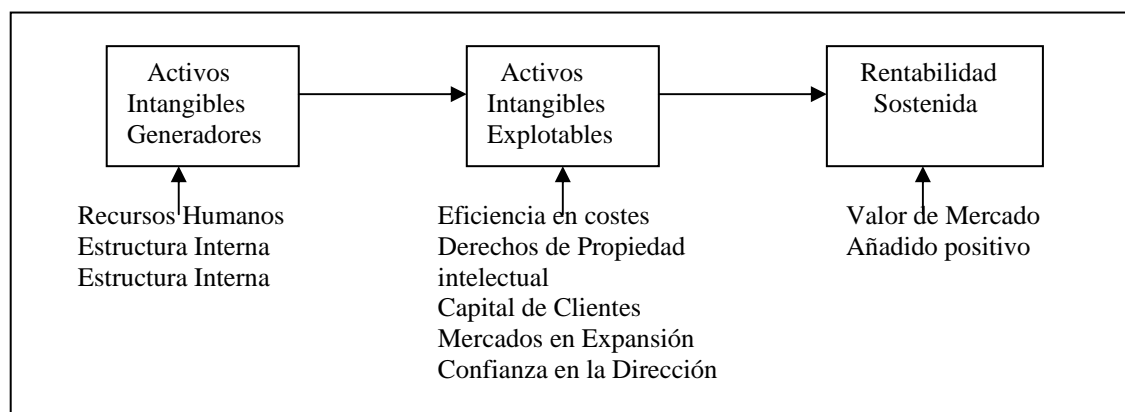 Activos
Intangibles
Generadores
Activos
Intangibles
Explotables
Rentabilidad
Sostenida
Recursos Humanos
Estructura Interna
Estructura Interna
Eficiencia en costes
Derechos de Propiedad
intelectual
Capital de Clientes
Mercados en Expansión
Confianza en la Dirección
Valor de Mercado
Añadido positivo